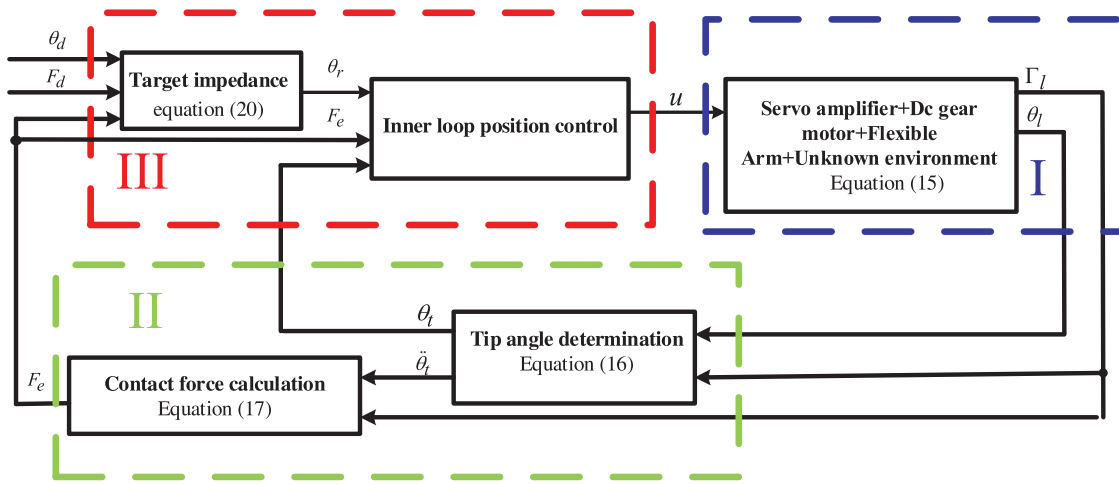 θd
Fd
Target impedance
equation (20)
θr
Fe
Inner loop position control
u
Servo amplifier+Dc gear
motor+Flexible
Arm+Unknown environment
Equation (15)
Γl
θl
III
I
II
θt
θ̈t
Tip angle determination
Equation (16)
Fe
Contact force calculation
Equation (17)